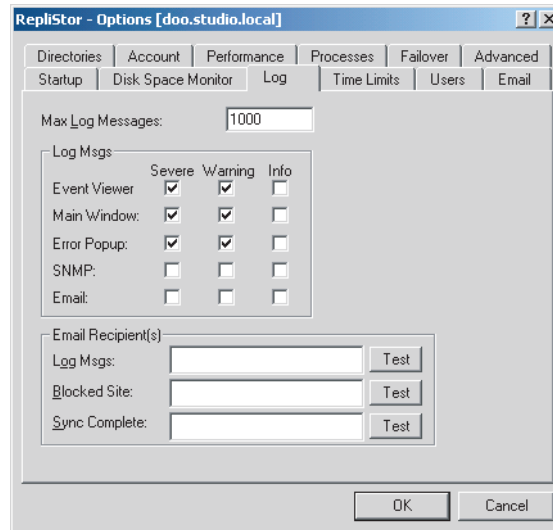 RepliStor - Options [doo.studio.local]
Directories Account Performance Processes Failover Advanced
Startup Disk Space Monitor Log Time Limits Users Email
Max Log Messages: 1000
Log Msgs
Severe Warning Info
Event Viewer
Main Window:
Error Popup:
SNMP:
Email:
Email Recipient(s)
Log Msgs: Test
Blocked Site: Test
Sync Complete: Test
OK Cancel